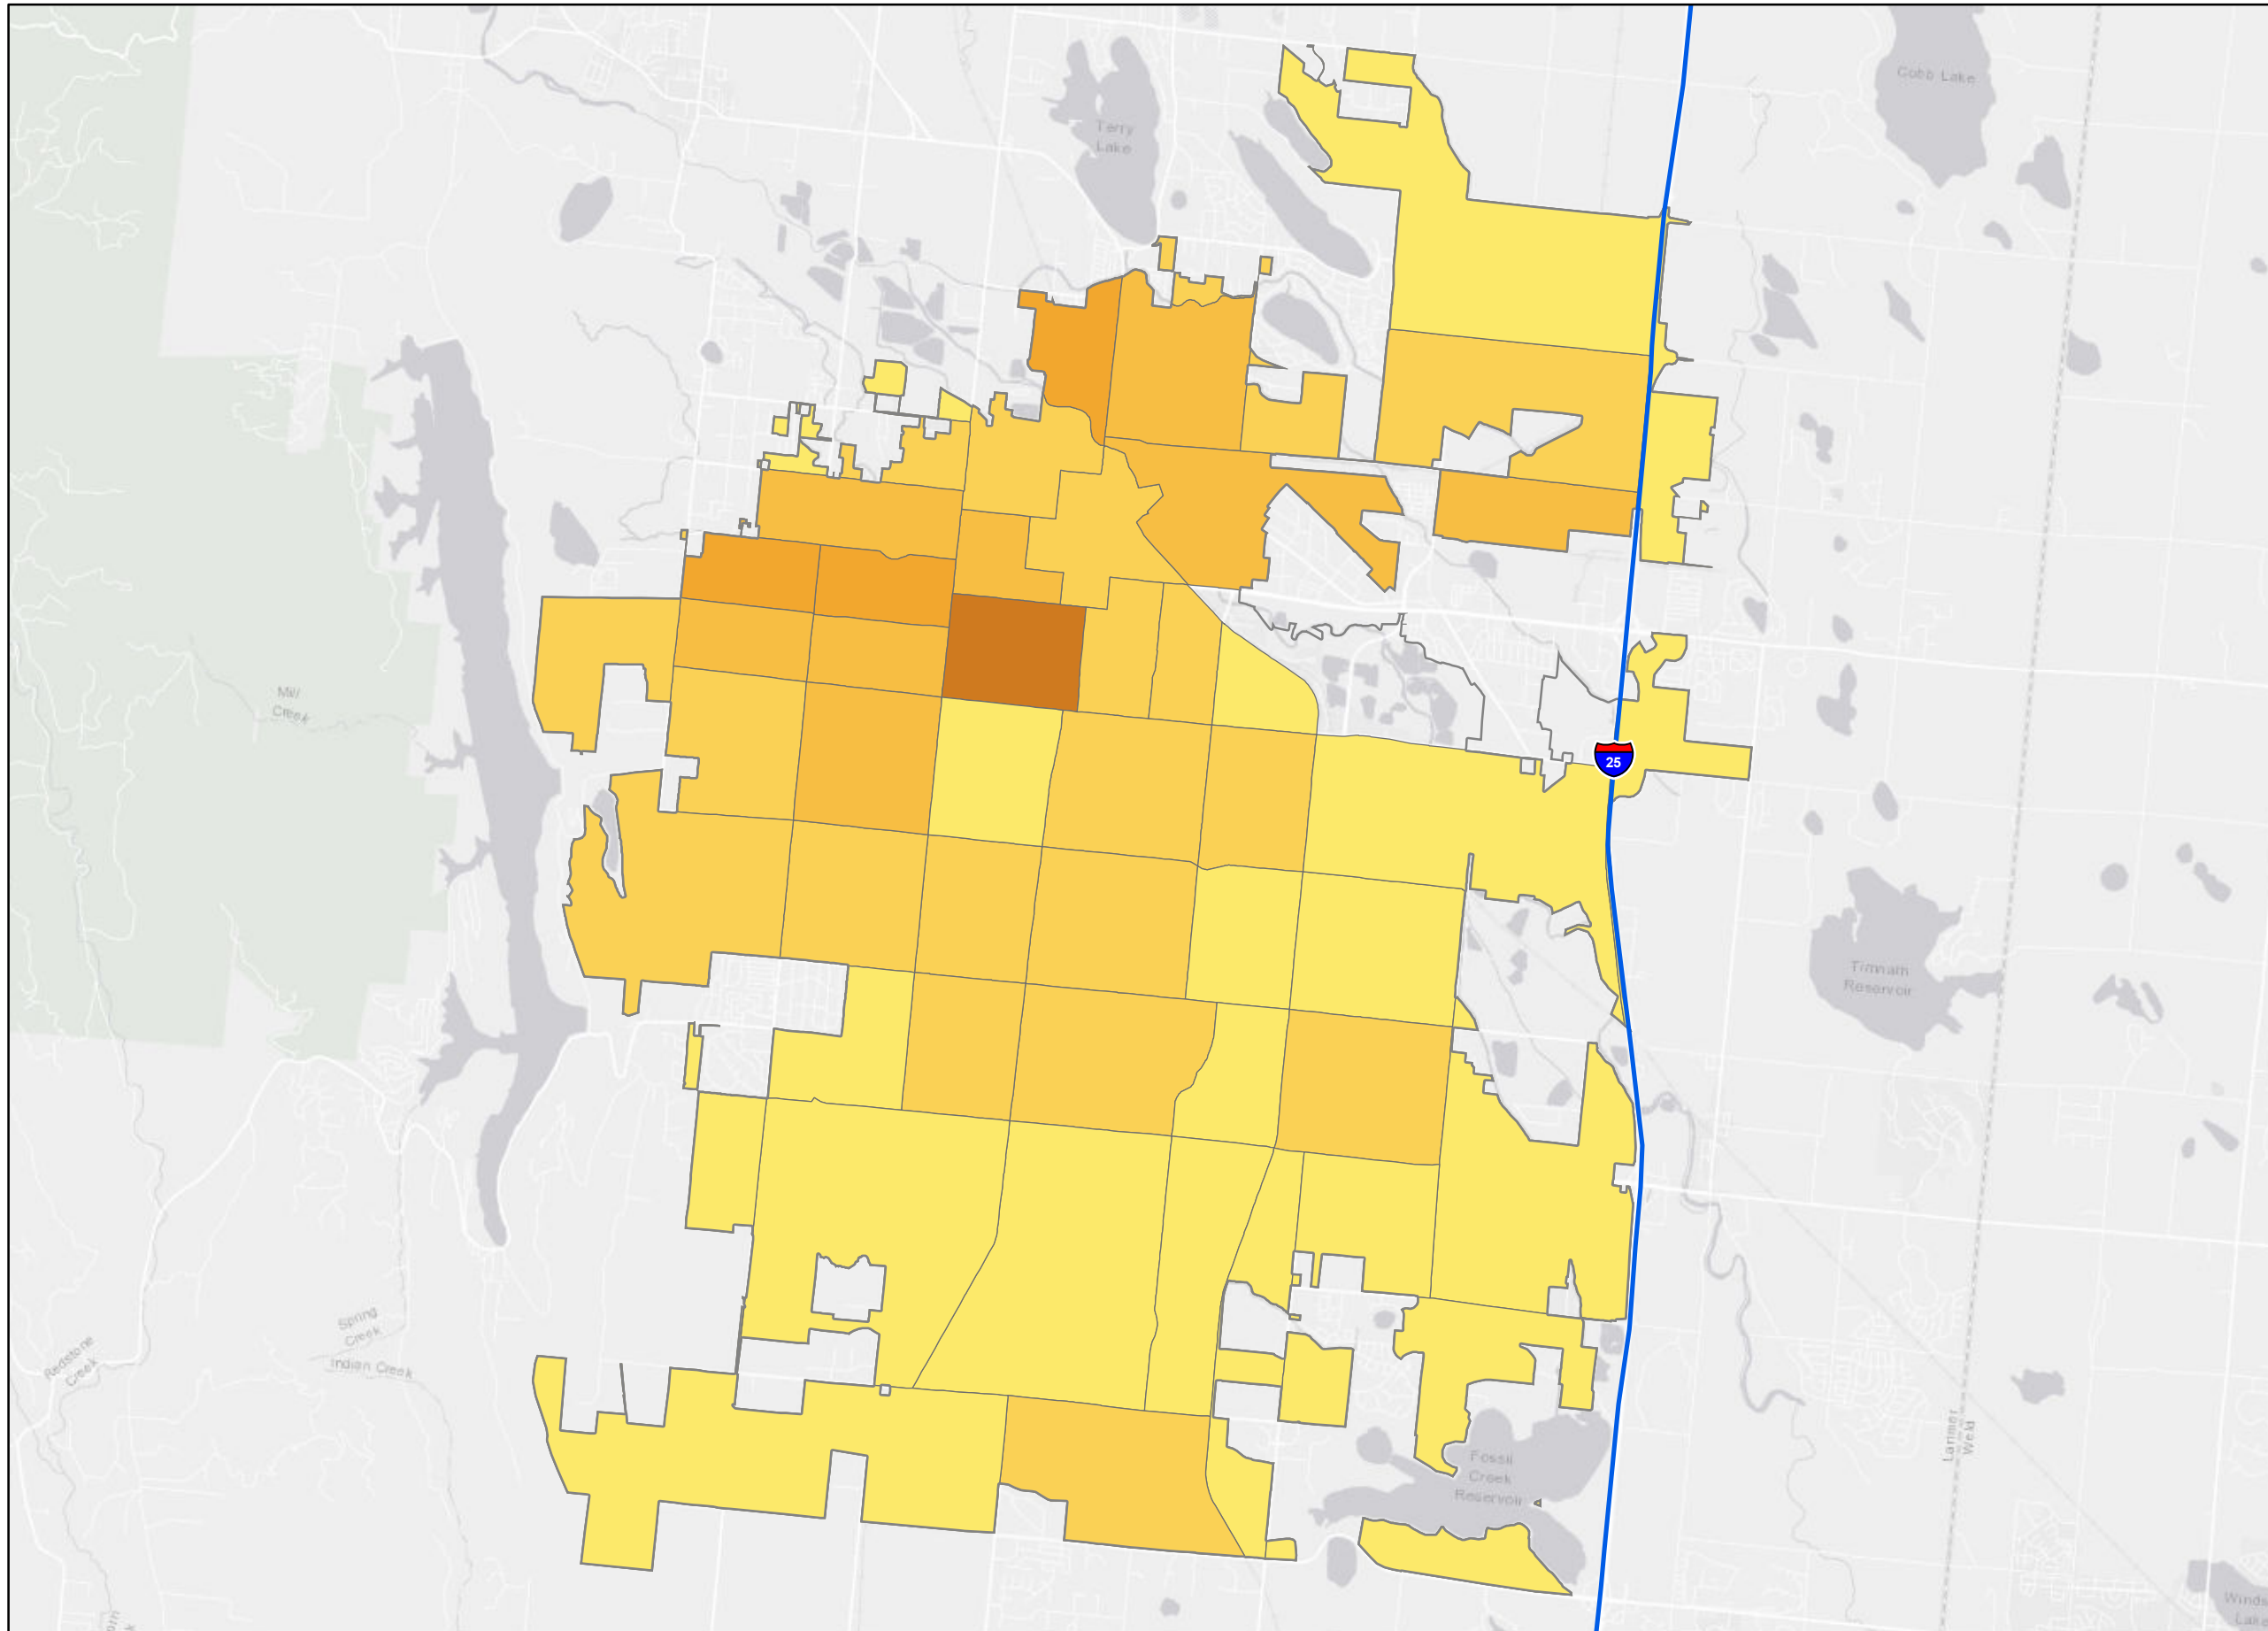 Cobb Lake
Terry
Lake
Mill
Creek
25
Timnath
Reservoir
Spring
Creek
Redstone
Creek
Indian Creek
Larimer
Weld
Fossil
Creek
Reservoir
Lake